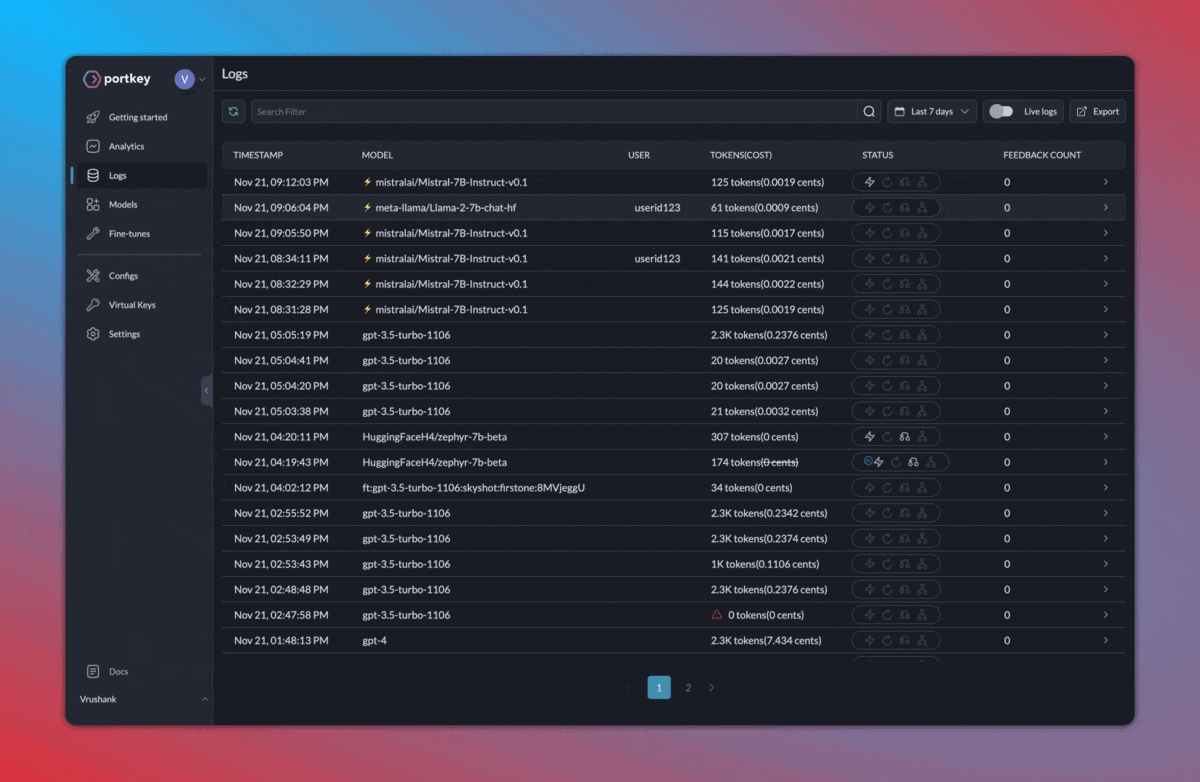 portkey V
Logs
Getting started
Analytics
Logs
Models
Fine-tunes
Configs
Virtual Keys
Settings
Docs
Vrushank
Search Filter Last 7 days Live logs Export
TIMESTAMP MODEL USER TOKENS(COST) STATUS FEEDBACK COUNT
Nov 21, 09:12:03 PM ⚡ mistralai/Mistral-7B-Instruct-v0.1 125 tokens(0.0019 cents) 0
Nov 21, 09:06:04 PM ⚡ meta-llama/Llama-2-7b-chat-hf userid123 61 tokens(0.0009 cents) 0
Nov 21, 09:05:50 PM ⚡ mistralai/Mistral-7B-Instruct-v0.1 115 tokens(0.0017 cents) 0
Nov 21, 08:34:11 PM ⚡ mistralai/Mistral-7B-Instruct-v0.1 userid123 141 tokens(0.0021 cents) 0
Nov 21, 08:32:29 PM ⚡ mistralai/Mistral-7B-Instruct-v0.1 144 tokens(0.0022 cents) 0
Nov 21, 08:31:28 PM ⚡ mistralai/Mistral-7B-Instruct-v0.1 125 tokens(0.0019 cents) 0
Nov 21, 05:05:19 PM gpt-3.5-turbo-1106 2.3K tokens(0.2376 cents) 0
Nov 21, 05:04:41 PM gpt-3.5-turbo-1106 20 tokens(0.0027 cents) 0
Nov 21, 05:04:20 PM gpt-3.5-turbo-1106 20 tokens(0.0027 cents) 0
Nov 21, 05:03:38 PM gpt-3.5-turbo-1106 21 tokens(0.0032 cents) 0
Nov 21, 04:20:11 PM HuggingFaceH4/zephyr-7b-beta 307 tokens(0 cents) 0
Nov 21, 04:19:43 PM HuggingFaceH4/zephyr-7b-beta 174 tokens(0 cents) 0
Nov 21, 04:02:12 PM ft:gpt-3.5-turbo-1106:skyshot:firstone:8MVjeggU 34 tokens(0 cents) 0
Nov 21, 02:55:52 PM gpt-3.5-turbo-1106 2.3K tokens(0.2342 cents) 0
Nov 21, 02:53:49 PM gpt-3.5-turbo-1106 2.3K tokens(0.2374 cents) 0
Nov 21, 02:53:43 PM gpt-3.5-turbo-1106 1K tokens(0.1106 cents) 0
Nov 21, 02:48:48 PM gpt-3.5-turbo-1106 2.3K tokens(0.2376 cents) 0
Nov 21, 02:47:58 PM gpt-3.5-turbo-1106 0 tokens(0 cents) 0
Nov 21, 01:48:13 PM gpt-4 2.3K tokens(7.434 cents) 0
1 2